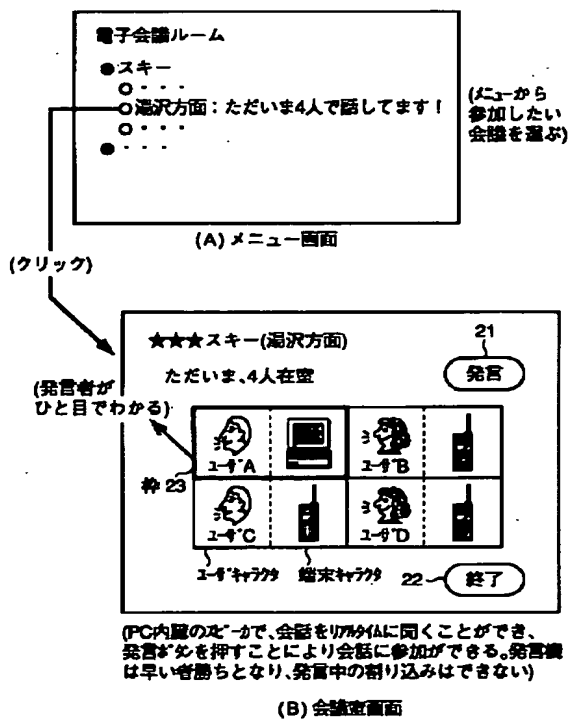 電子会議ルーム
●スキー
○・・・
○湯沢方面：ただいま4人で話してます！
○・・・
●・・・
(メニューから
参加したい
会議を選ぶ)
(A)メニュー画面
(クリック)
★★★スキー(湯沢方面)
ただいま、4人在室
21
発言
(発言者が
ひと目でわかる)
ユーザA
ユーザB
枠 23
ユーザC
ユーザD
ユーザキャラクタ
端末キャラクタ
22
終了
(PC内蔵のスピーカで、会話をリアルタイムに聞くことができ、
発言ボタンを押すことにより会話に参加ができる。発言権
は早い者勝ちとなり、発言中の割り込みはできない)
(B)会議室画面